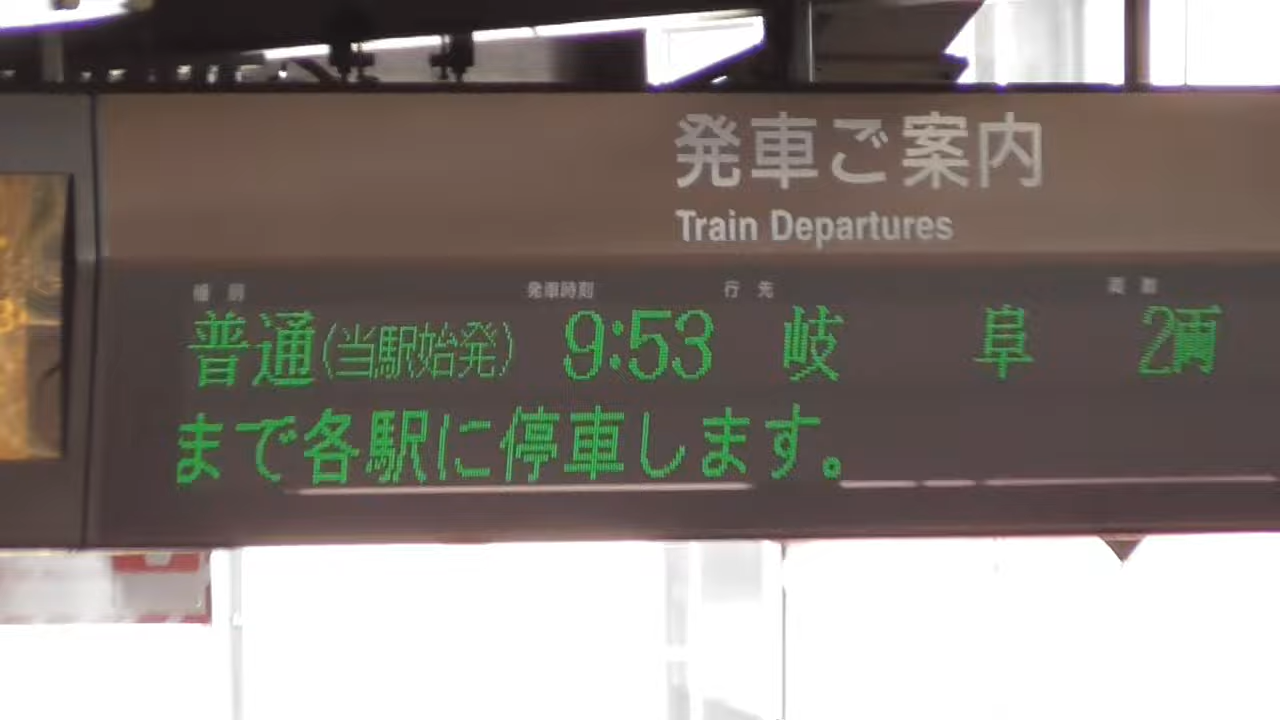 発車ご案内
Train Departures
種別 発車時刻 行先 両数
普通(当駅始発) 9:53 岐阜 2両
まで各駅に停車します。